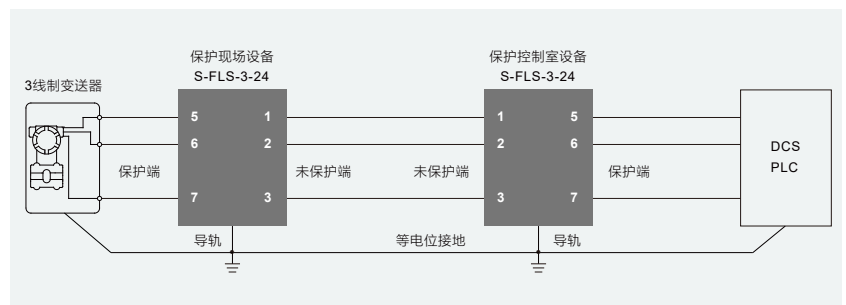 保护现场设备
S-FLS-3-24
保护控制室设备
S-FLS-3-24
3线制变送器
5 1 1 5
6 2 2 6
DCS
PLC
保护端 未保护端 未保护端 保护端
7 3 3 7
导轨 等电位接地 导轨